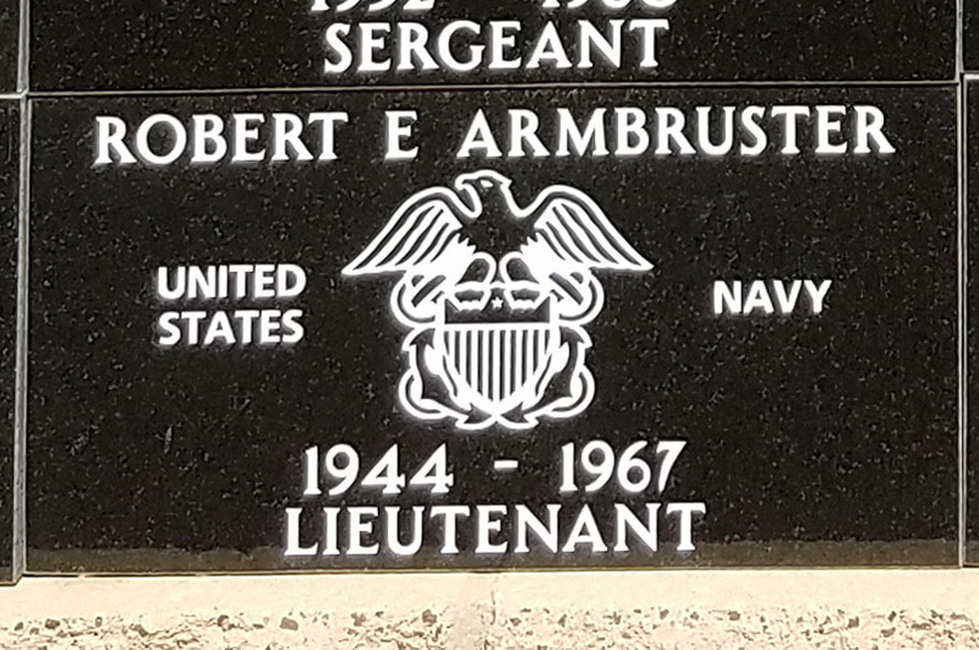 SERGEANT
ROBERT E ARMBRUSTER
UNITED
STATES
NAVY
1944 - 1967
LIEUTENANT